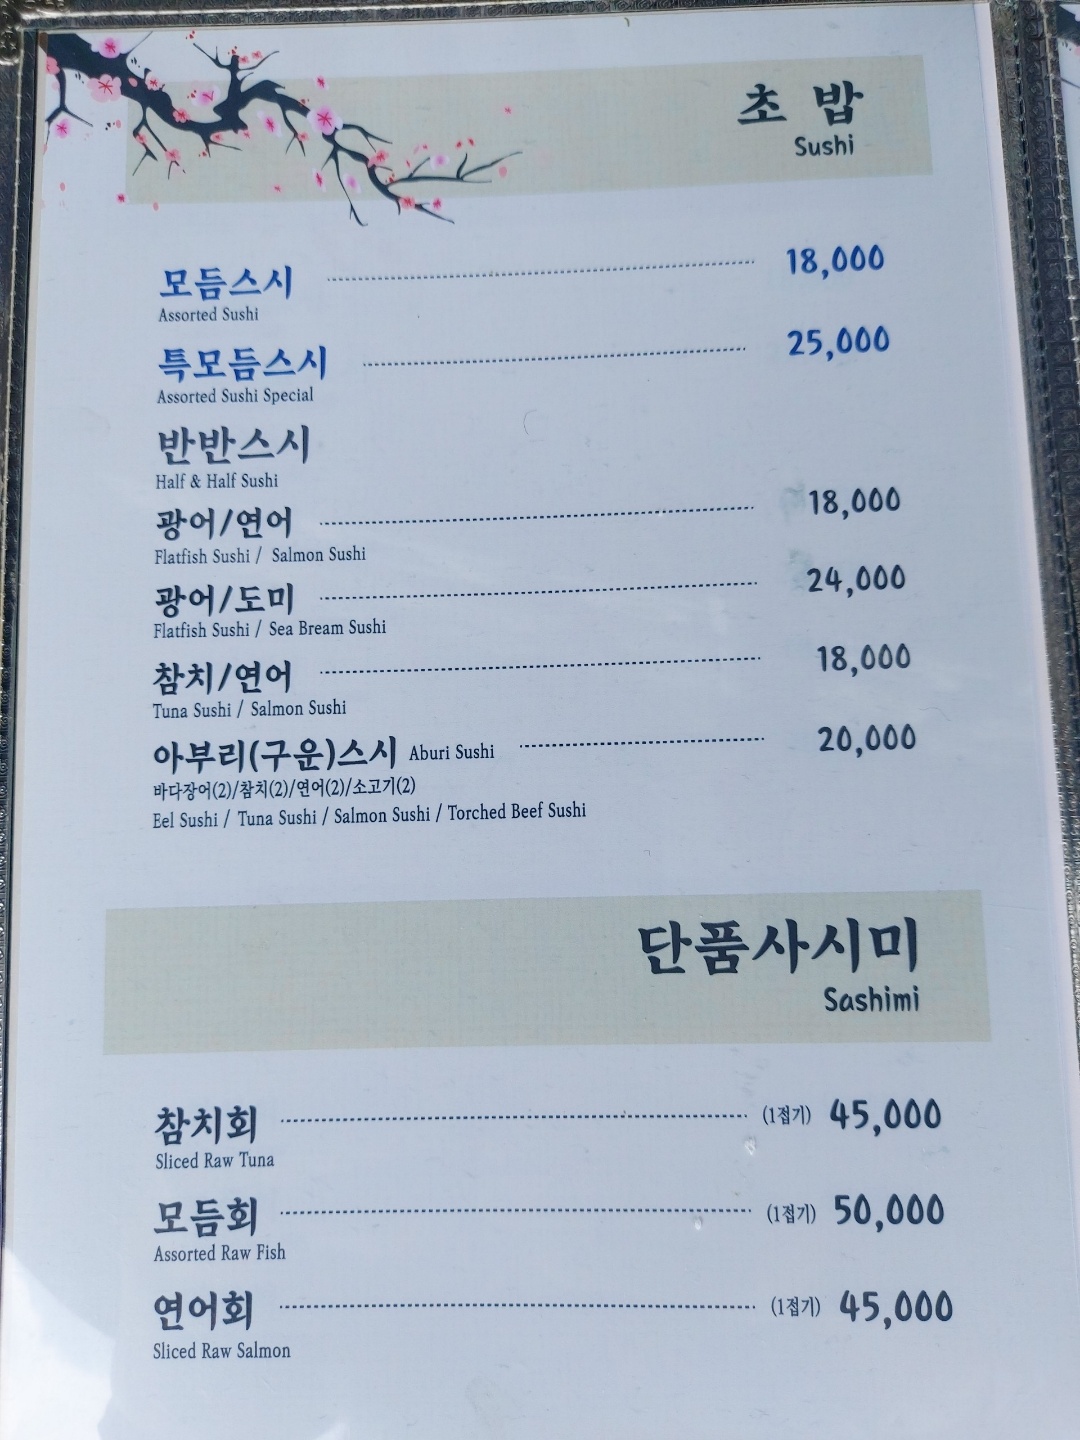 초 밥
Sushi
모듬스시 18,000
Assorted Sushi
특모듬스시 25,000
Assorted Sushi Special
반반스시
Half & Half Sushi
광어/연어 18,000
Flatfish Sushi / Salmon Sushi
광어/도미 24,000
Flatfish Sushi / Sea Bream Sushi
참치/연어 18,000
Tuna Sushi / Salmon Sushi
아부리(구운)스시 Aburi Sushi 20,000
바다장어(2)/참치(2)/연어(2)/소고기(2)
Eel Sushi / Tuna Sushi / Salmon Sushi / Torched Beef Sushi
단품사시미
Sashimi
참치회 (1접기) 45,000
Sliced Raw Tuna
모듬회 (1접기) 50,000
Assorted Raw Fish
연어회 (1접기) 45,000
Sliced Raw Salmon